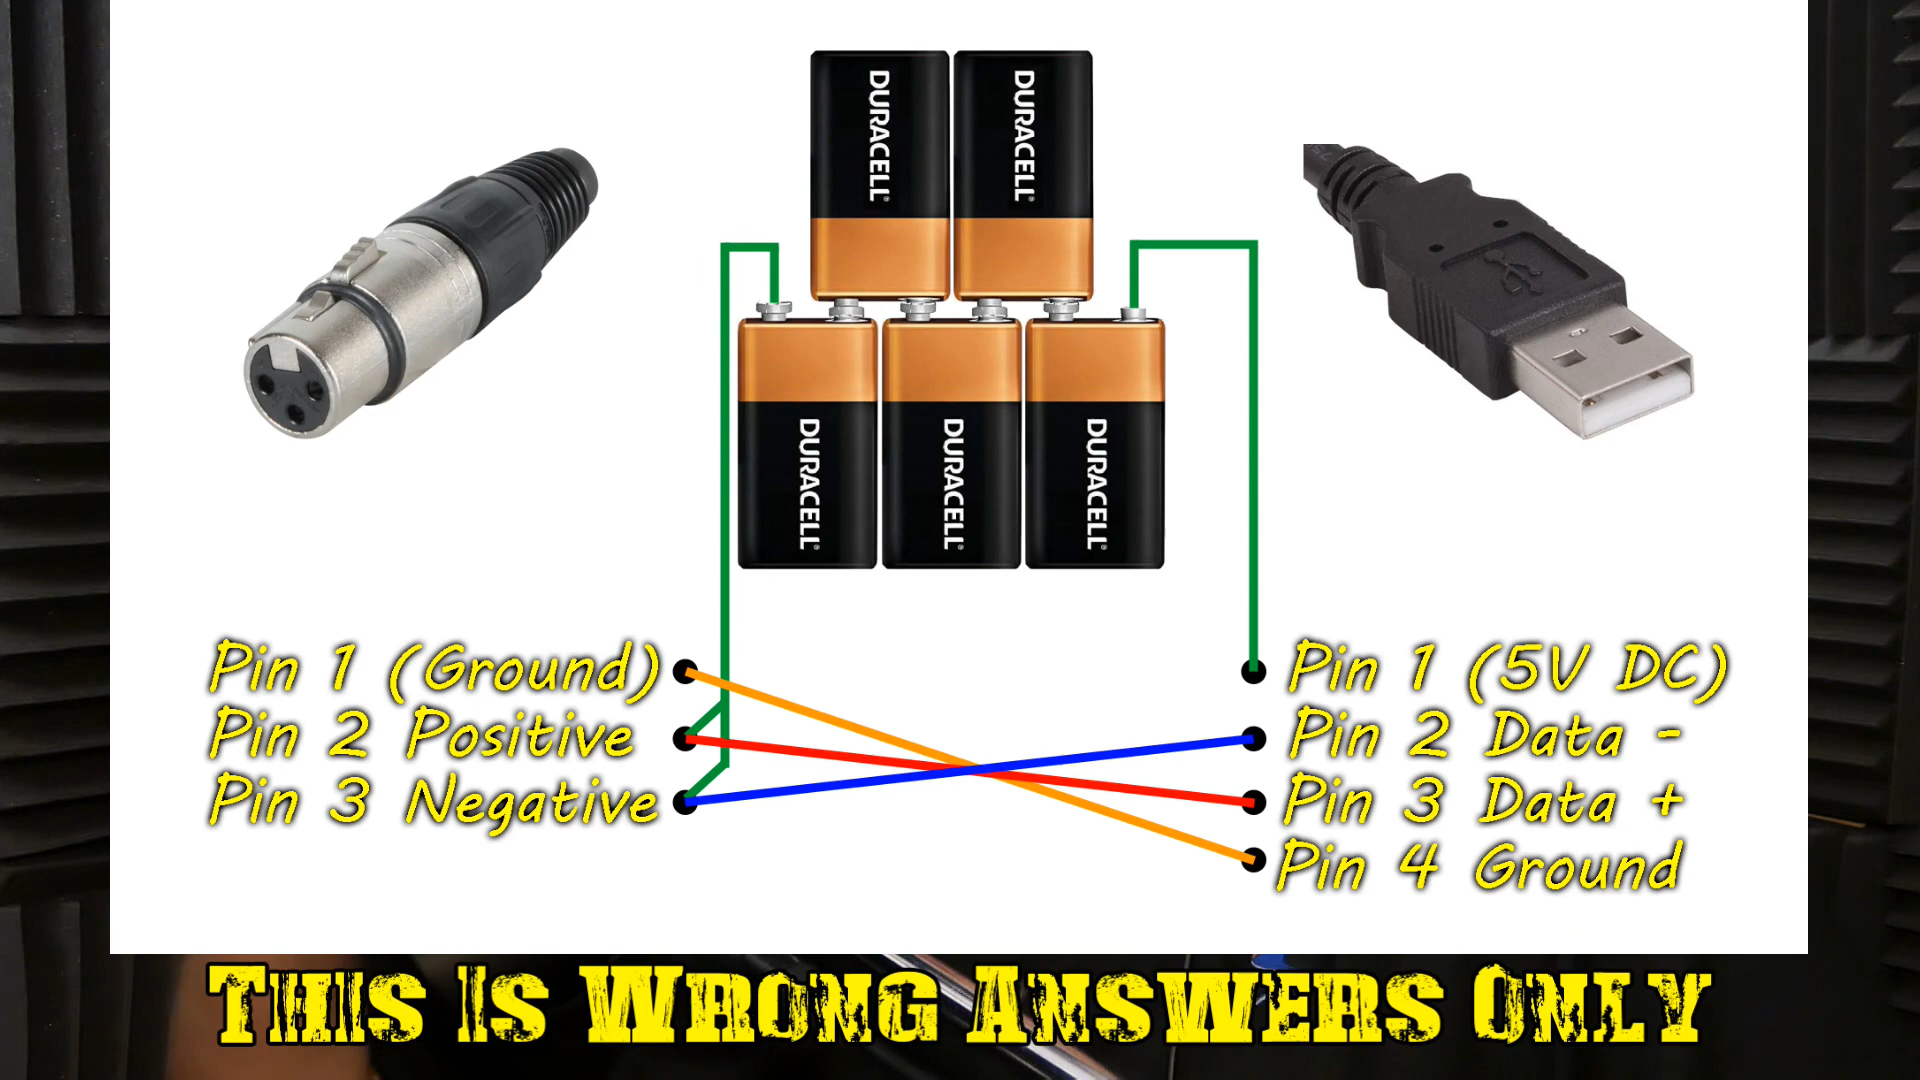 DURACELL
DURACELL
DURACELL
DURACELL
DURACELL
Pin 1 (Ground)
Pin 2 Positive
Pin 3 Negative
Pin 1 (5V DC)
Pin 2 Data -
Pin 3 Data +
Pin 4 Ground
This Is Wrong Answers Only